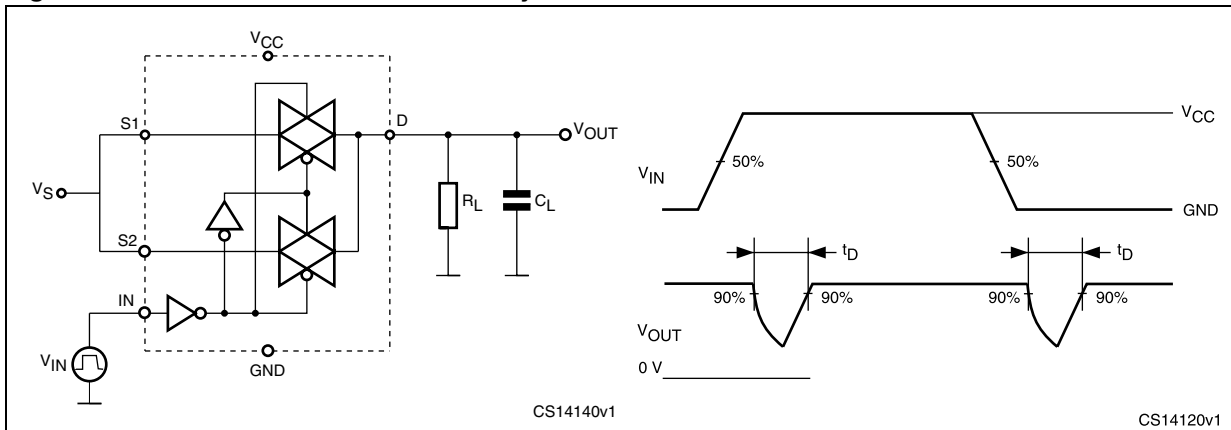 VCC
S1
D
VOUT
VS
RL
CL
S2
IN
VIN
GND
CS14140v1
VCC
50%
50%
VIN
GND
tD
tD
90%
90%
90%
90%
VOUT
0 V
CS14120v1